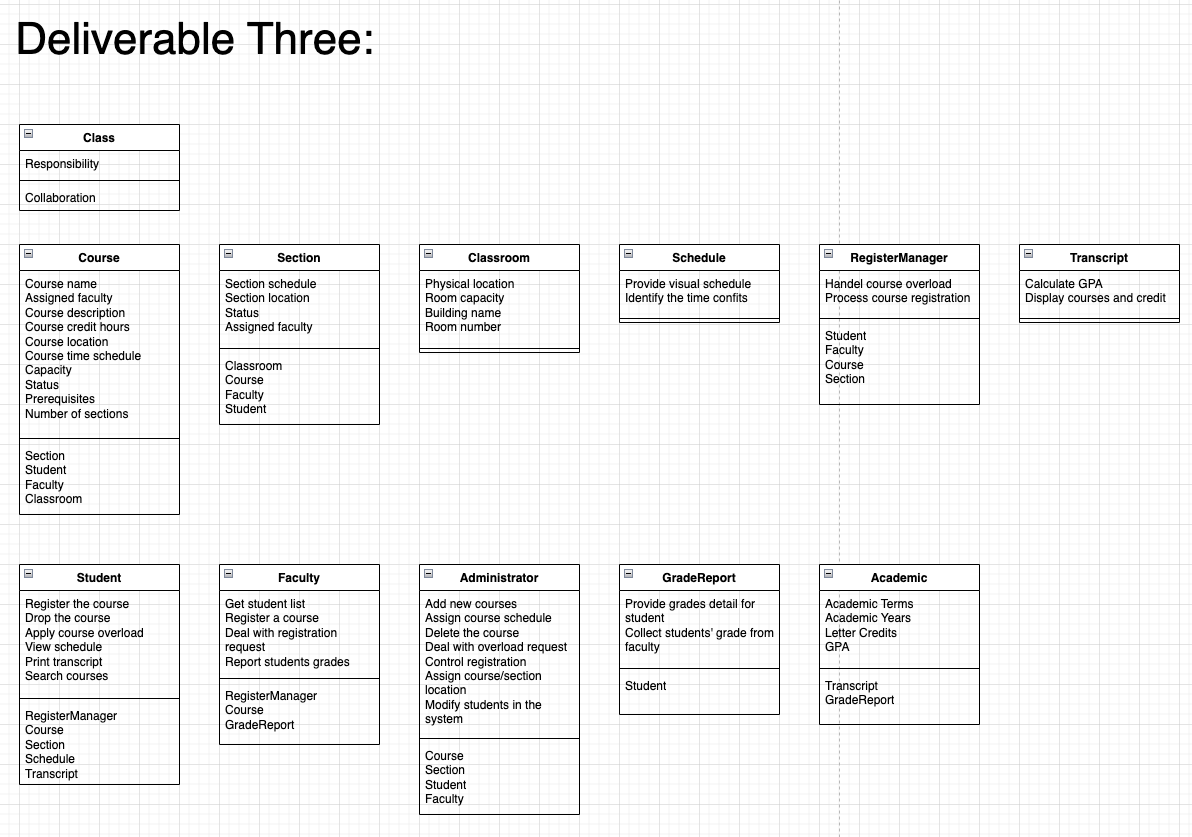 Deliverable Three:
Class
Responsibility
Collaboration
Course
Course name
Assigned faculty
Course description
Course credit hours
Course location
Course time schedule
Capacity
Status
Prerequisites
Number of sections
Section
Student
Faculty
Classroom
Section
Section schedule
Section location
Status
Assigned faculty
Classroom
Course
Faculty
Student
Classroom
Physical location
Room capacity
Building name
Room number
Schedule
Provide visual schedule
Identify the time confits
RegisterManager
Handel course overload
Process course registration
Student
Faculty
Course
Section
Transcript
Calculate GPA
Display courses and credit
Student
Register the course
Drop the course
Apply course overload
View schedule
Print transcript
Search courses
RegisterManager
Course
Section
Schedule
Transcript
Faculty
Get student list
Register a course
Deal with registration
request
Report students grades
RegisterManager
Course
GradeReport
Administrator
Add new courses
Assign course schedule
Delete the course
Deal with overload request
Control registration
Assign course/section
location
Modify students in the
system
Course
Section
Student
Faculty
GradeReport
Provide grades detail for
student
Collect students' grade from
faculty
Student
Academic
Academic Terms
Academic Years
Letter Credits
GPA
Transcript
GradeReport